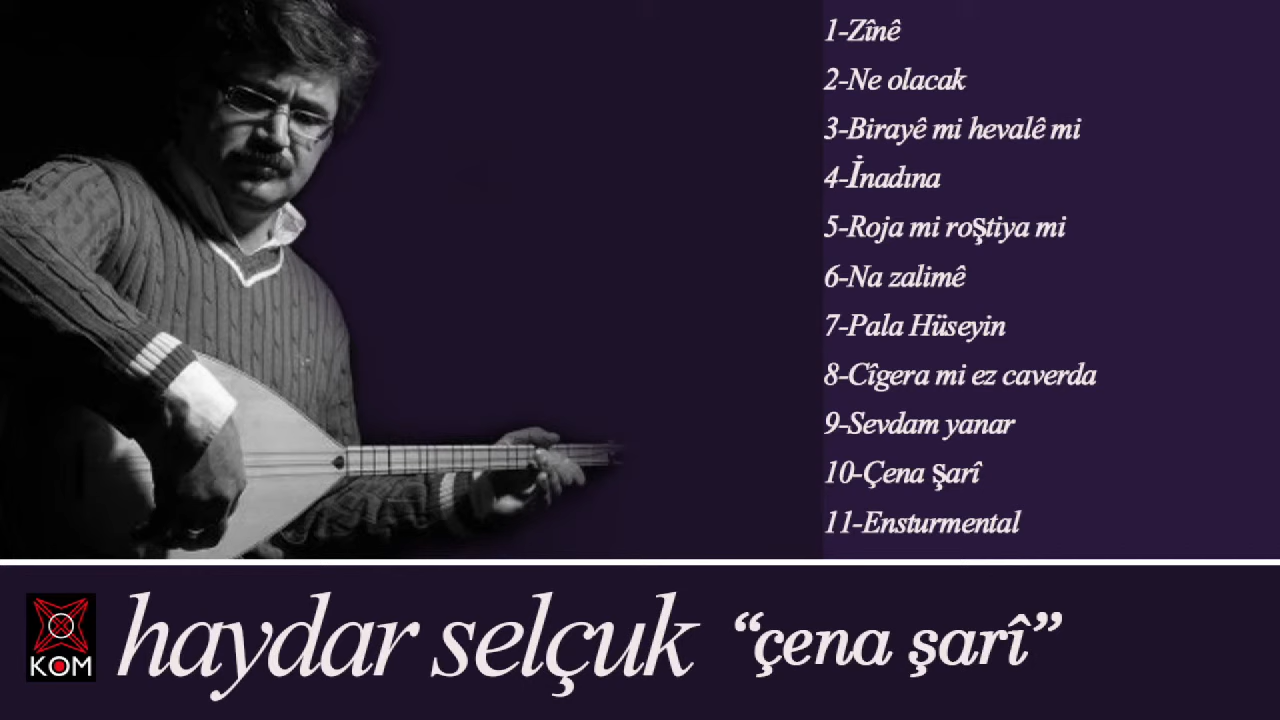 1-Zînê
2-Ne olacak
3-Birayê mi hevalê mi
4-İnadına
5-Roja mi roştiya mi
6-Na zalimê
7-Pala Hüseyin
8-Cîgera mi ez caverda
9-Sevdam yanar
10-Çena şarî
11-Ensturmental
KOM
haydar selçuk “çena şarî”